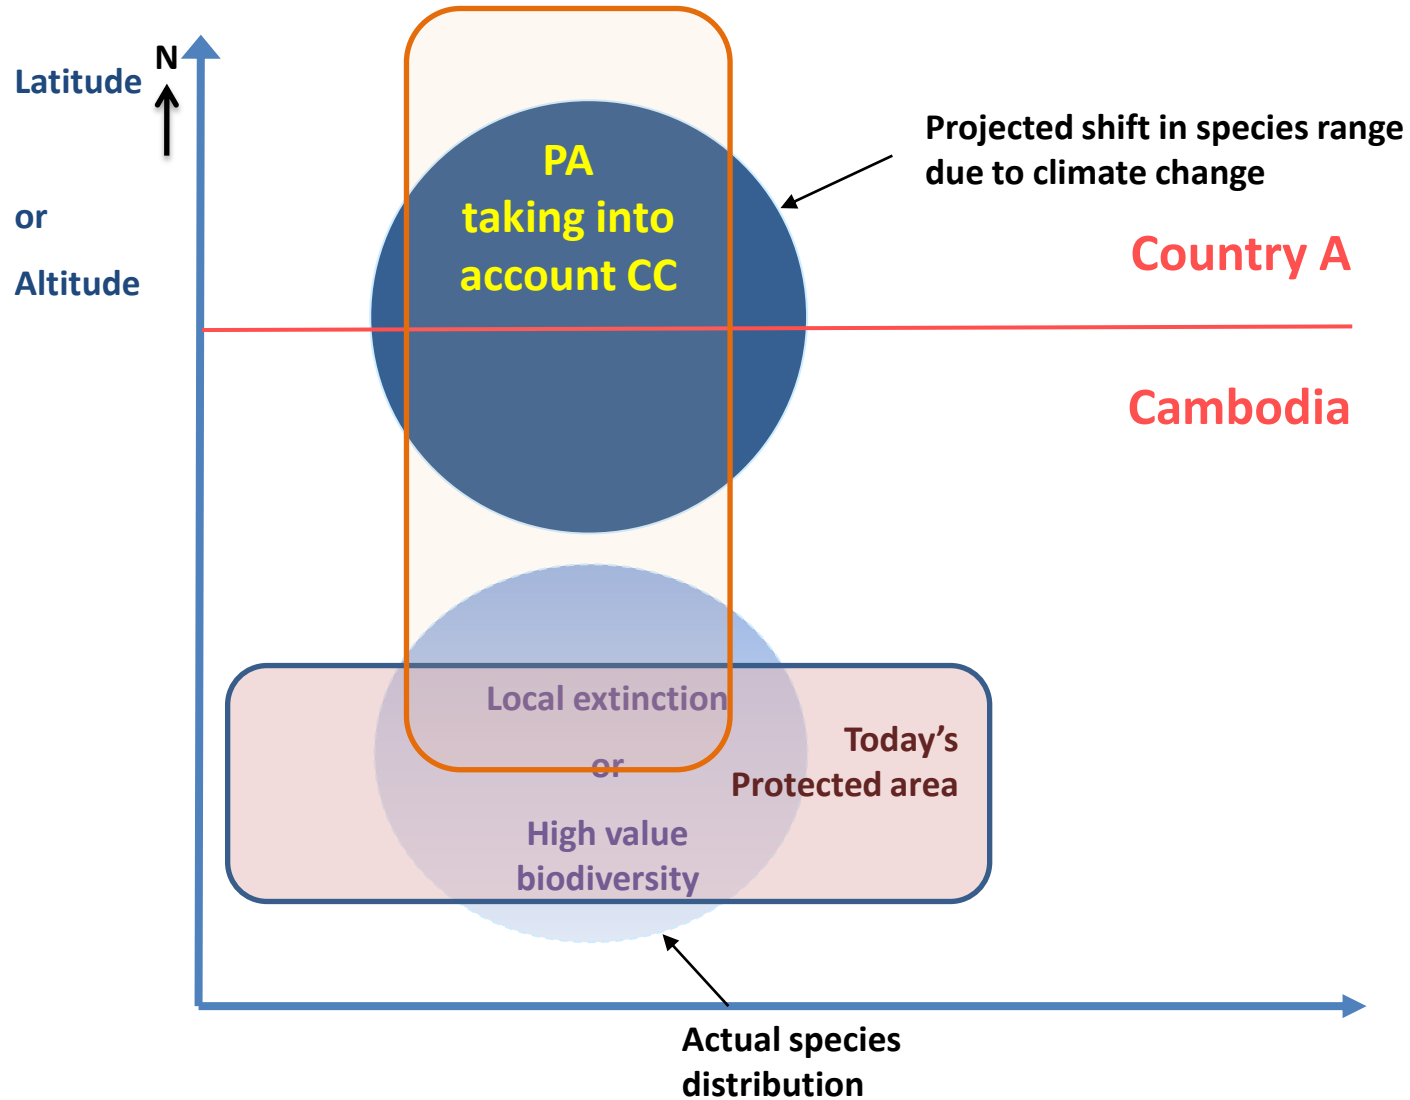 N
Latitude
or
Altitude
PA
taking into
account CC
Projected shift in species range
due to climate change
Country A
Cambodia
Local extinction
or
High value
biodiversity
Today’s
Protected area
Actual species
distribution